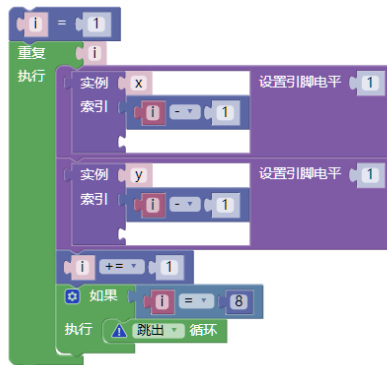 i = 1
重复 i
执行 实例 x 设置引脚电平 1
索引 i - 1
实例 y 设置引脚电平 1
索引 i - 1
i += 1
如果 i = 8
执行 跳出 循环